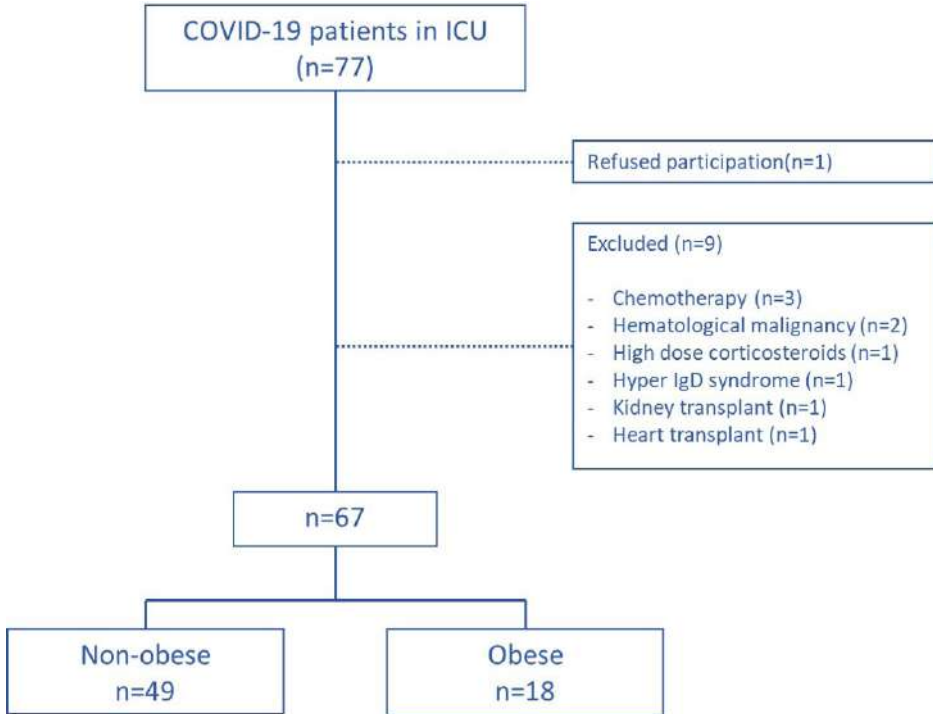 COVID-19 patients in ICU
(n=77)
Refused participation(n=1)
Excluded (n=9)
- Chemotherapy (n=3)
- Hematological malignancy (n=2)
- High dose corticosteroids (n=1)
- Hyper IgD syndrome (n=1)
- Kidney transplant (n=1)
- Heart transplant (n=1)
n=67
Non-obese
n=49
Obese
n=18